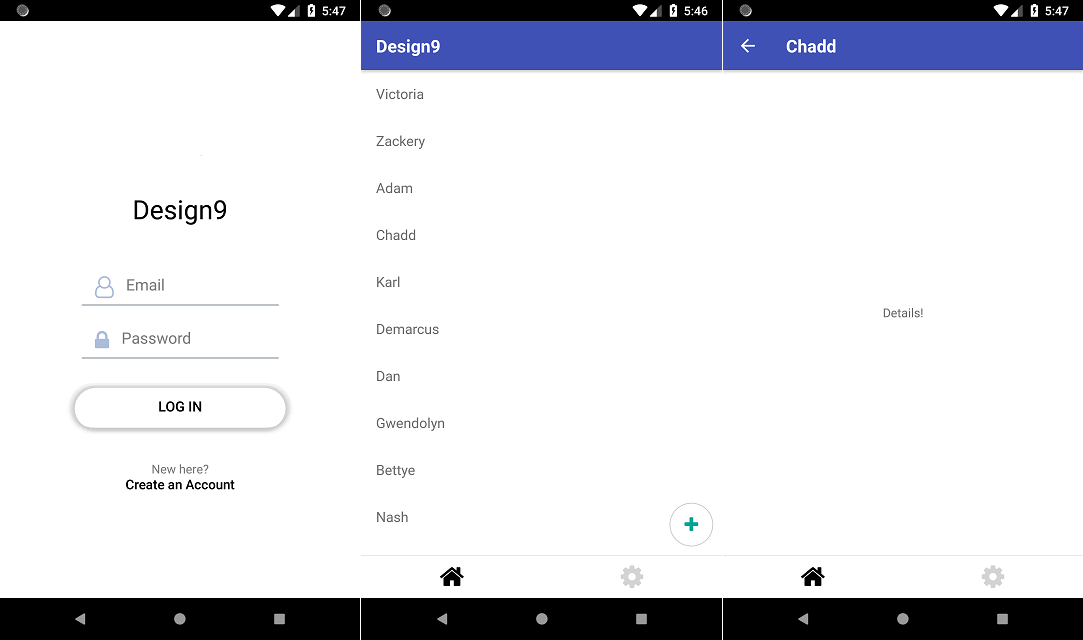 5:47
Design9
Email
Password
LOG IN
New here?
Create an Account
5:46
Design9
Victoria
Zackery
Adam
Chadd
Karl
Demarcus
Dan
Gwendolyn
Bettye
Nash
5:47
Chadd
Details!